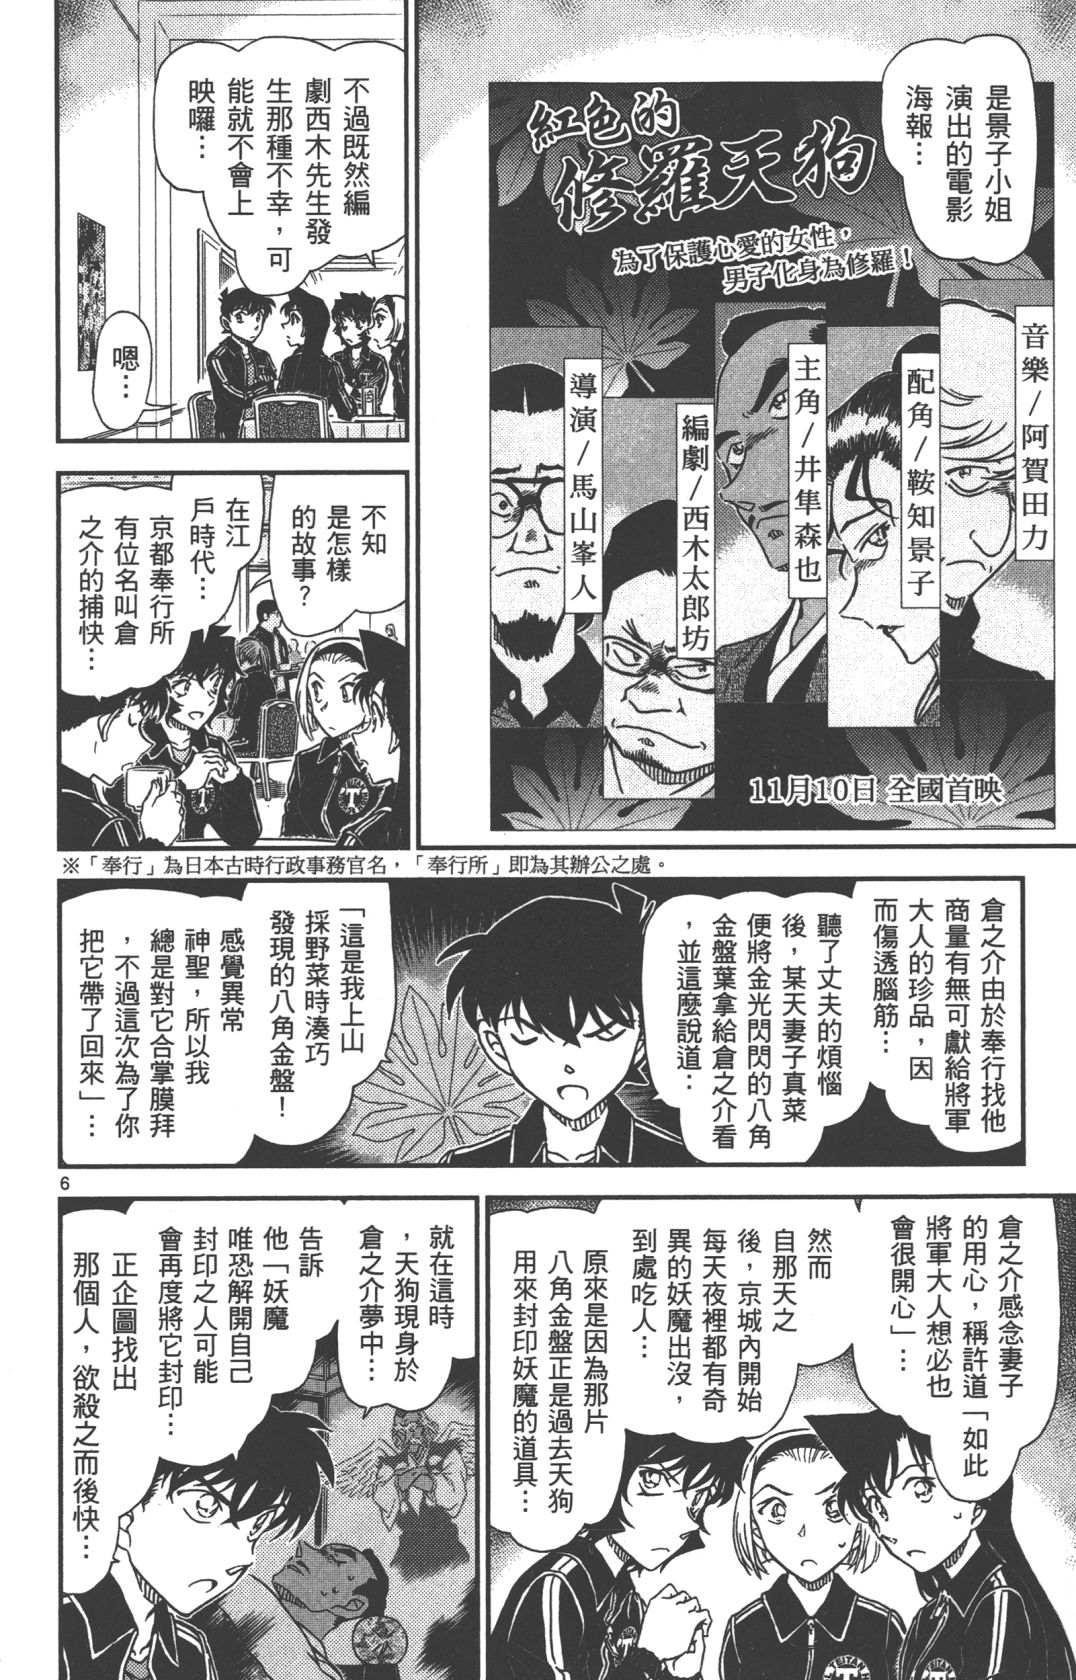 是景子小姐
演出的電影
海報…
紅色的
修羅天狗
為了保護心愛的女性，
男子化身為修羅！
音樂/阿賀田力
配角/鞍知景子
主角/井隼森也
編劇/西木太郎坊
導演/馬山峯人
11月10日 全國首映
不過既然編
劇西木先生發
生那種不幸，可
能就不會上
映囉…
嗯…
不知
是怎樣
的故事？
在江
戶時代…
京都奉行所
有位名叫倉
之介的捕快…
※「奉行」為日本古時行政事務官名，「奉行所」即為其辦公之處。
倉之介由於奉行找他
商量有無可獻給將軍
大人的珍品，因
而傷透腦筋…
聽了丈夫的煩惱
後，某天妻子真菜
便將金光閃閃的八角
金盤葉拿給倉之介看
，並這麼說道…
「這是我上山
採野菜時湊巧
發現的八角金盤！
感覺異常
神聖，所以我
總是對它合掌膜拜
，不過這次為了你
把它帶了回來」…
6
倉之介感念妻子
的用心，稱許道「如此
將軍大人想必也
會很開心」…
然而
自那天之
後，京城內開始
每天夜裡都有奇
異的妖魔出沒，
到處吃人…
原來是因為那片
八角金盤正是過去天狗
用來封印妖魔的道具…
就在這時
，天狗現身於
倉之介夢中…
告訴
他「妖魔
唯恐解開自己
封印之人可能
會再度將它封印…
正企圖找出
那個人，欲殺之而後快…